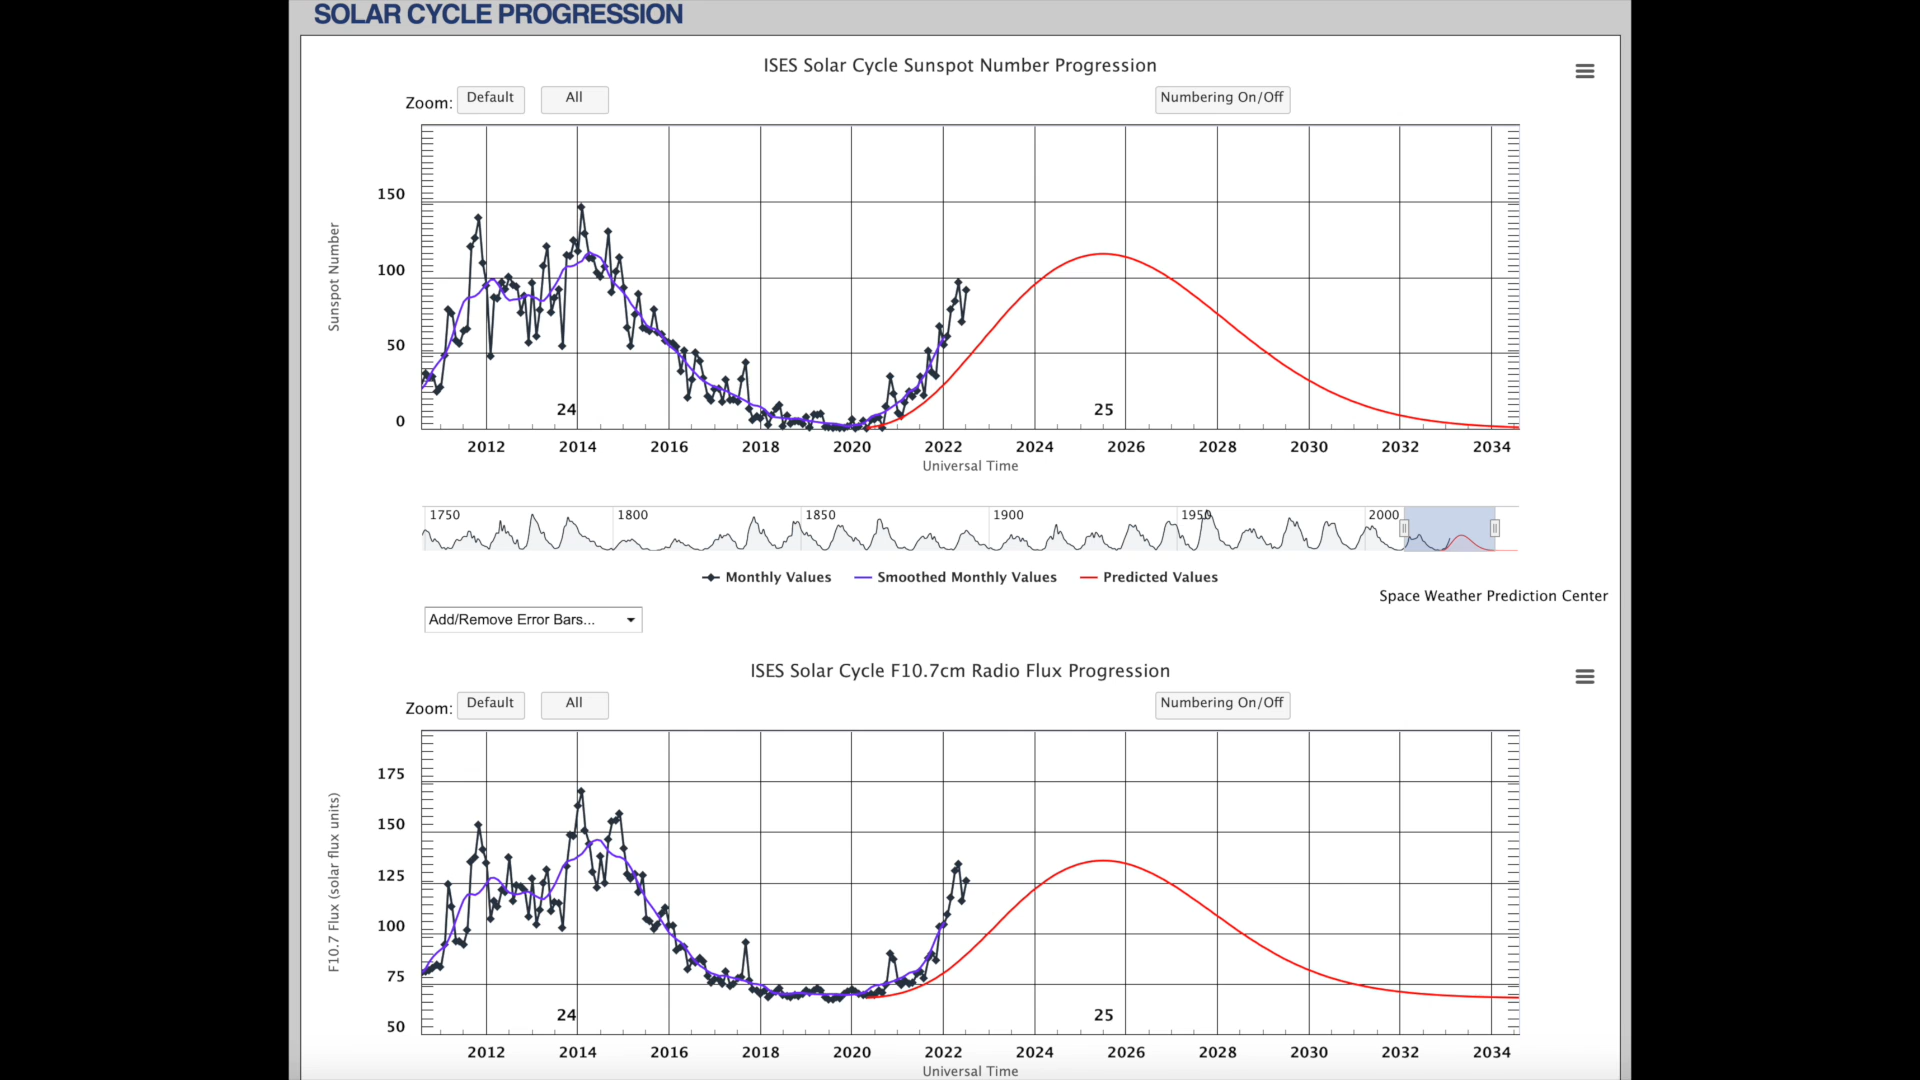 SOLAR CYCLE PROGRESSION
ISES Solar Cycle Sunspot Number Progression
Zoom: Default All Numbering On/Off
150
100
50
0
Sunspot Number
24 25
2012 2014 2016 2018 2020 2022 2024 2026 2028 2030 2032 2034
Universal Time
1750 1800 1850 1900 1950 2000
Monthly Values Smoothed Monthly Values Predicted Values
Space Weather Prediction Center
Add/Remove Error Bars...
ISES Solar Cycle F10.7cm Radio Flux Progression
Zoom: Default All Numbering On/Off
175
150
125
100
75
50
F10.7 Flux (solar flux units)
24 25
2012 2014 2016 2018 2020 2022 2024 2026 2028 2030 2032 2034
Universal Time